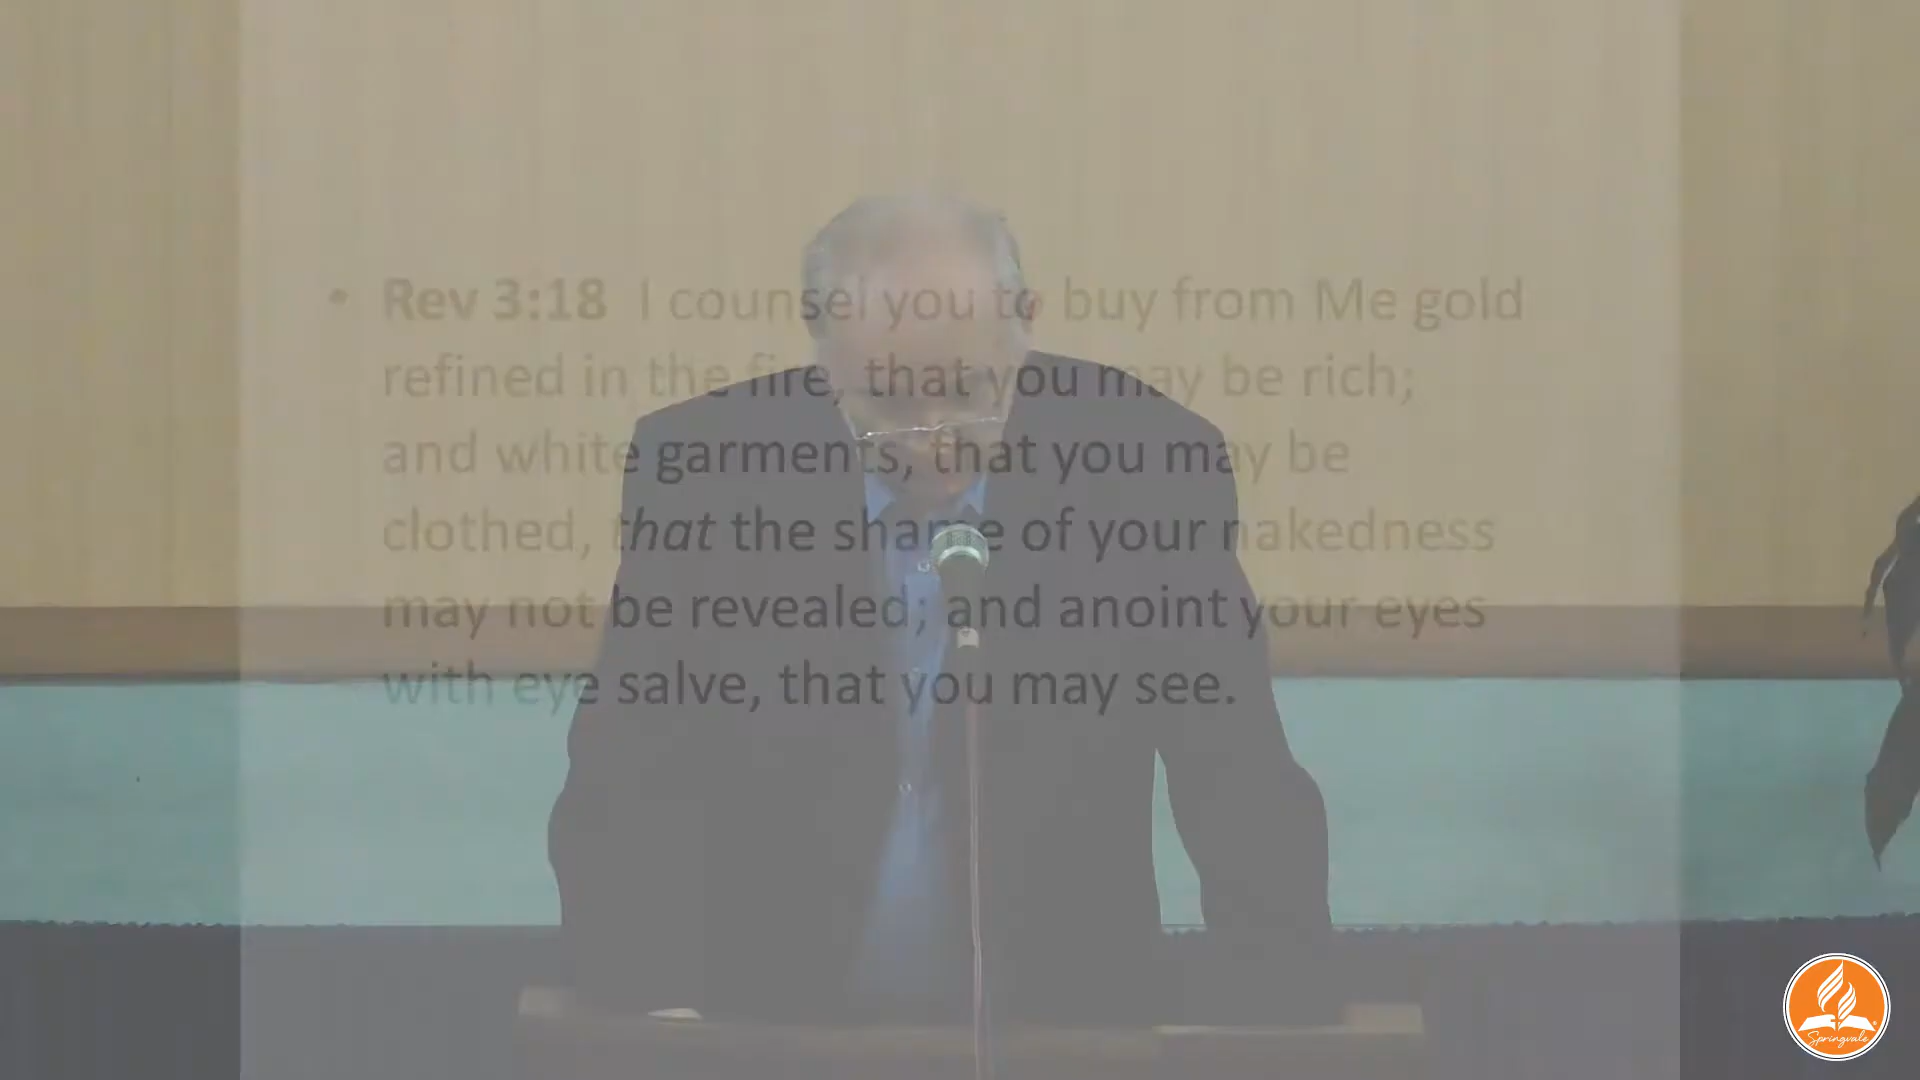 • Rev 3:18 I counsel you to buy from Me gold
refined in the fire, that you may be rich;
and white garments, that you may be
clothed, that the shame of your nakedness
may not be revealed; and anoint your eyes
with eye salve, that you may see.
Springvale